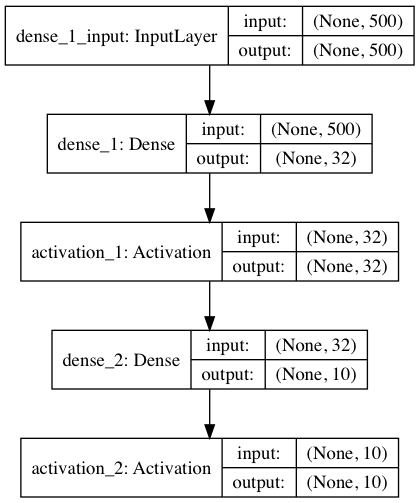 dense_1_input: InputLayer
input: (None, 500)
output: (None, 500)
dense_1: Dense
input: (None, 500)
output: (None, 32)
activation_1: Activation
input: (None, 32)
output: (None, 32)
dense_2: Dense
input: (None, 32)
output: (None, 10)
activation_2: Activation
input: (None, 10)
output: (None, 10)